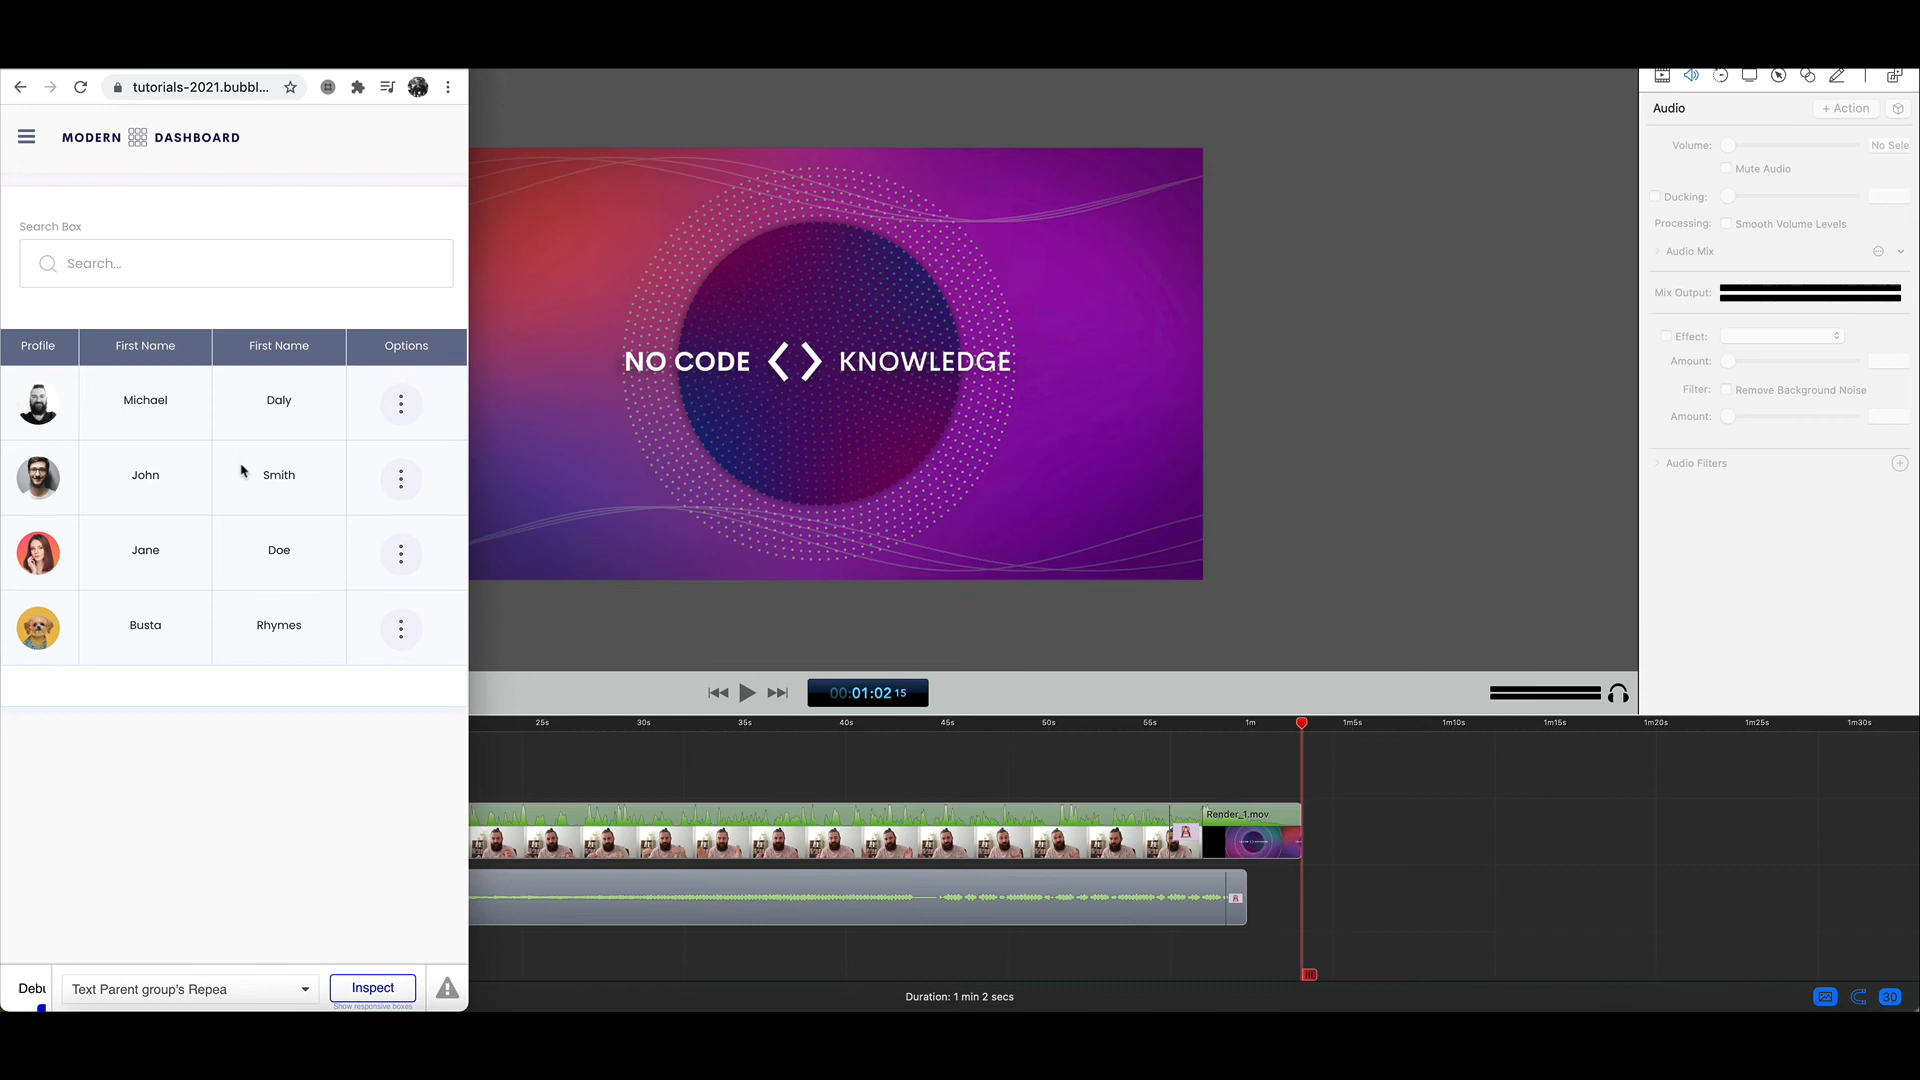 tutorials-2021.bubbl...
MODERN DASHBOARD
Search Box
Search...
Profile First Name First Name Options
Michael Daly
John Smith
Jane Doe
Busta Rhymes
Text Parent group's Repea
Inspect
Show responsive boxes
NO CODE <> KNOWLEDGE
00:01:02 15
25s 30s 35s 40s 45s 50s 55s 1m 1m5s 1m10s 1m15s 1m20s 1m25s 1m30s
Render_1.mov
Duration: 1 min 2 secs
30
Audio
+ Action
Volume: No Sele
Mute Audio
Ducking:
Processing: Smooth Volume Levels
Audio Mix
Mix Output:
Effect:
Amount:
Filter: Remove Background Noise
Amount:
Audio Filters